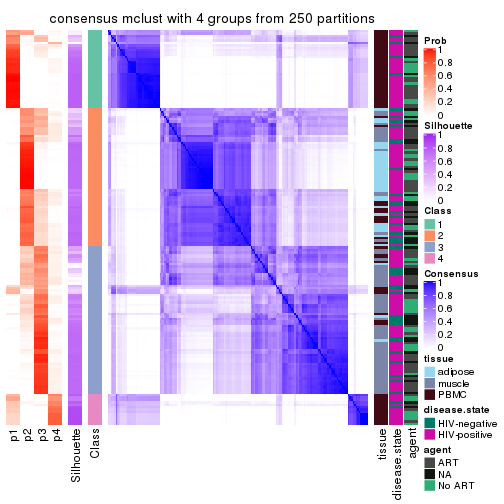 consensus mclust with 4 groups from 250 partitions
Prob
1
0.8
0.6
0.4
0.2
0
Silhouette
1
0.8
0.6
0.4
0.2
0
Class
1
2
3
4
Consensus
1
0.8
0.6
0.4
0.2
0
tissue
adipose
muscle
PBMC
disease.state
HIV-negative
HIV-positive
agent
ART
NA
No ART
p1
p2
p3
p4
Silhouette
Class
tissue
disease.state
agent